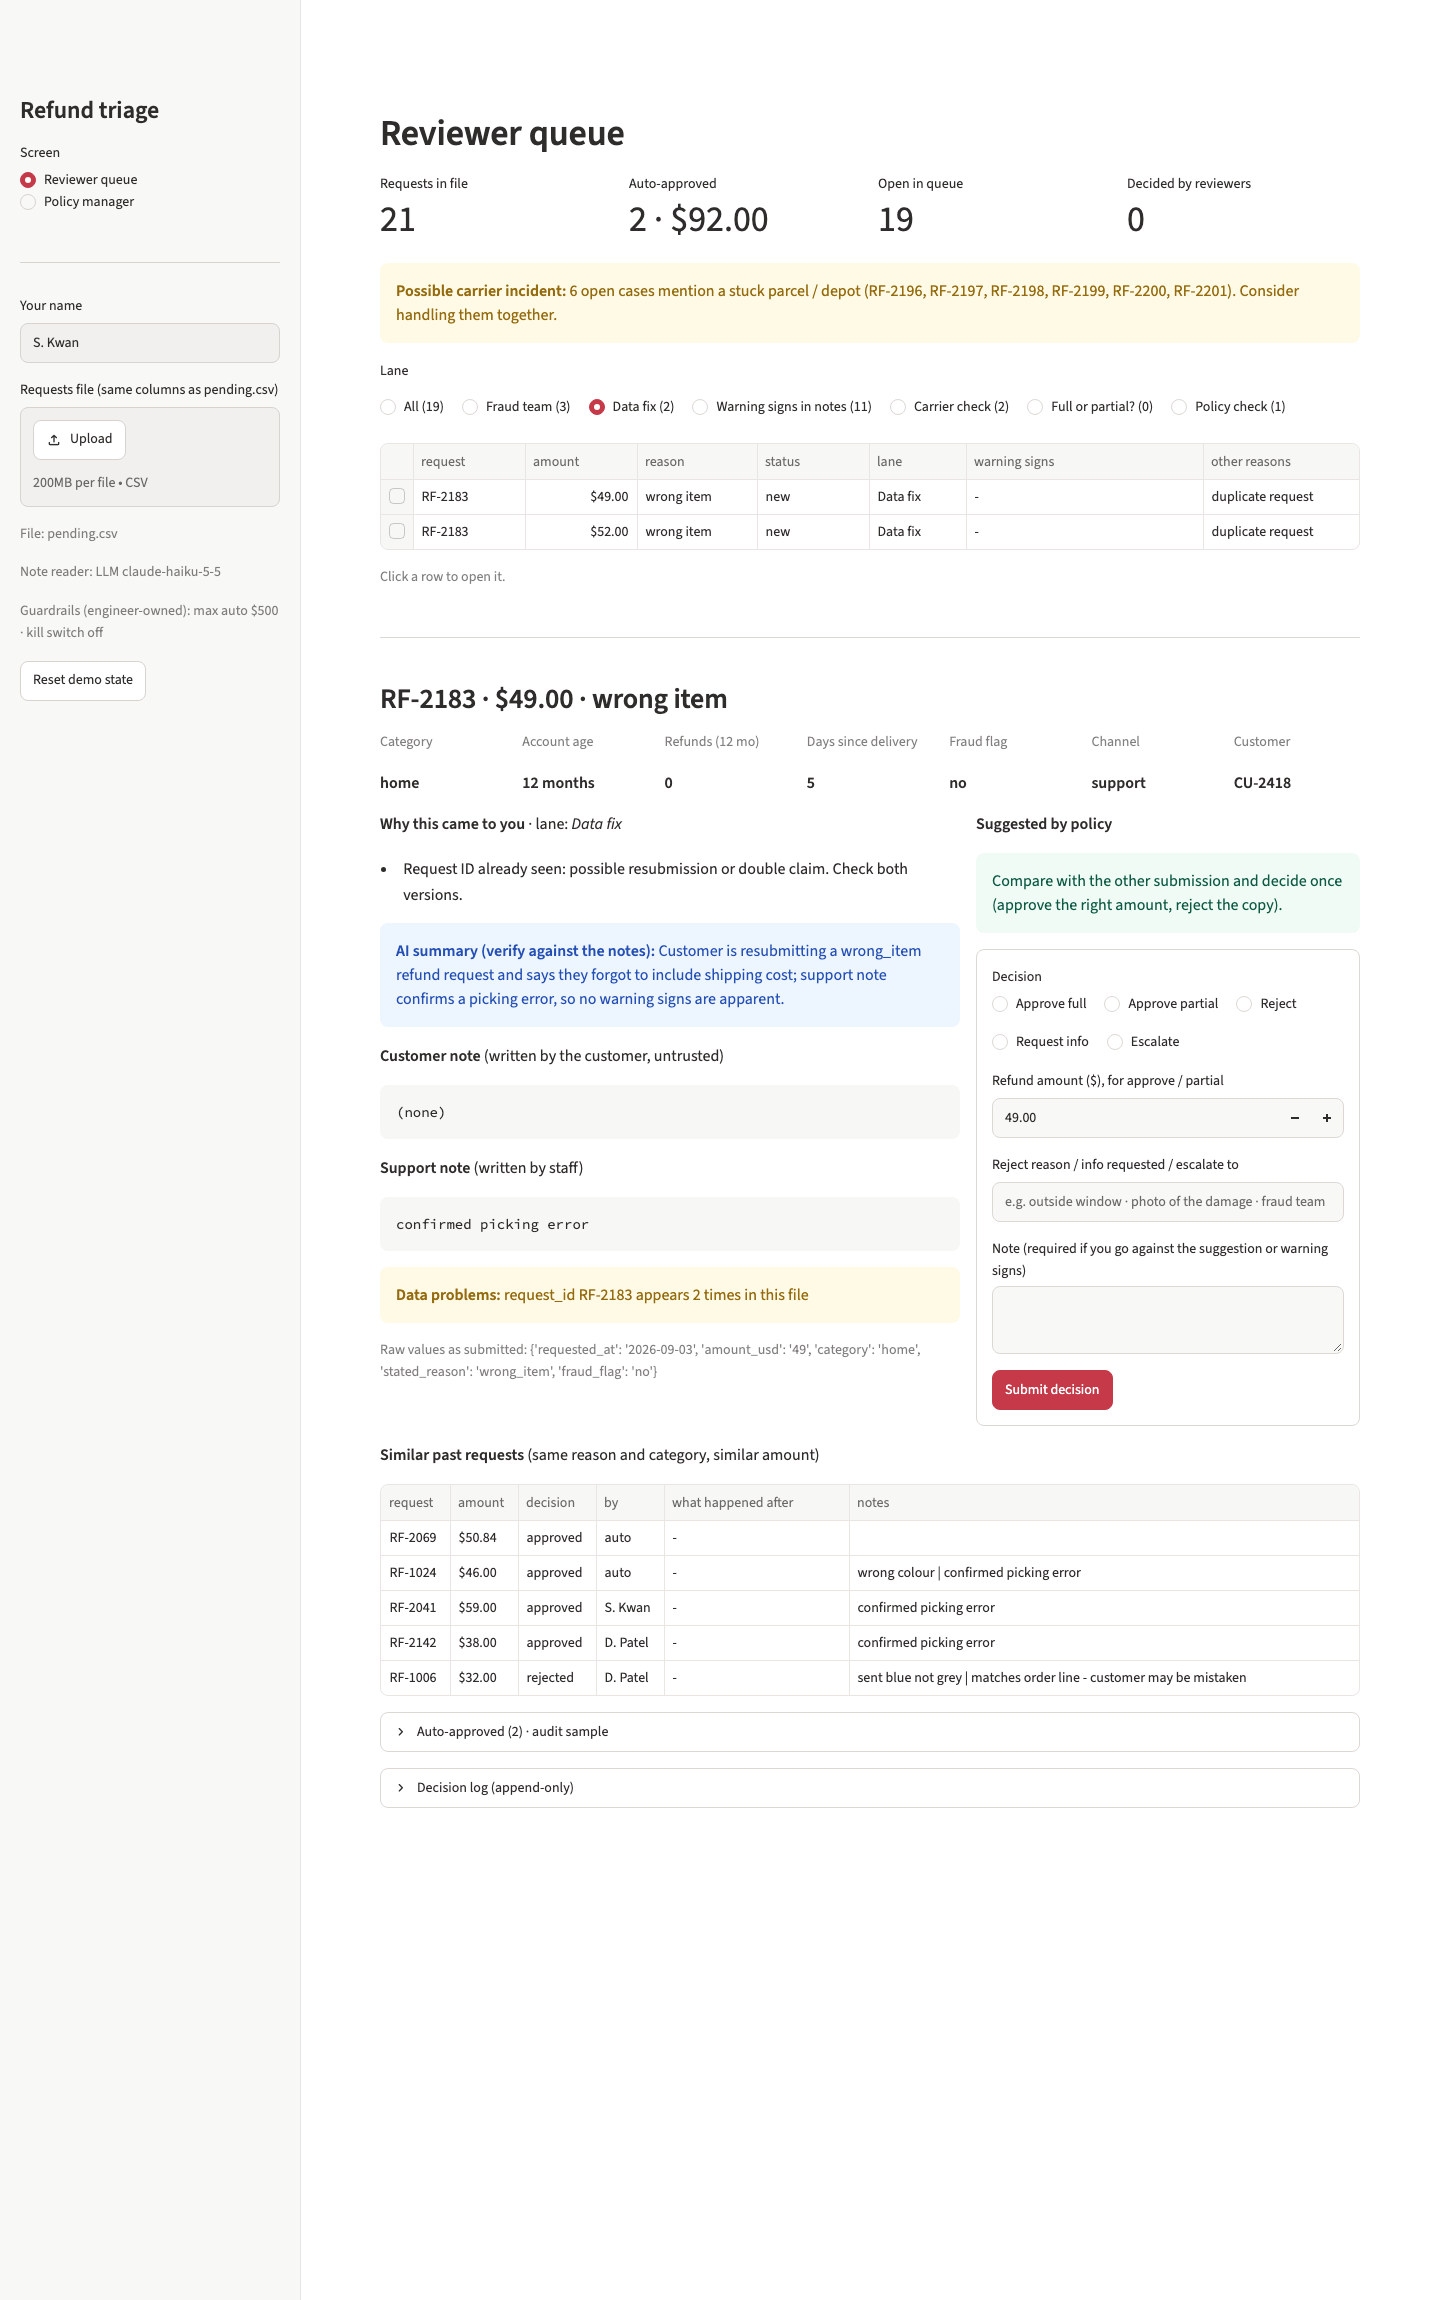 Refund triage
Screen
Reviewer queue
Policy manager
Your name
S. Kwan
Requests file (same columns as pending.csv)
Upload
200MB per file • CSV
File: pending.csv
Note reader: LLM claude-haiku-5-5
Guardrails (engineer-owned): max auto $500
· kill switch off
Reset demo state
Reviewer queue
Requests in file Auto-approved Open in queue Decided by reviewers
21 2 · $92.00 19 0
Possible carrier incident: 6 open cases mention a stuck parcel / depot (RF-2196, RF-2197, RF-2198, RF-2199, RF-2200, RF-2201). Consider
handling them together.
Lane
All (19) Fraud team (3) Data fix (2) Warning signs in notes (11) Carrier check (2) Full or partial? (0) Policy check (1)
request amount reason status lane warning signs other reasons
RF-2183 $49.00 wrong item new Data fix - duplicate request
RF-2183 $52.00 wrong item new Data fix - duplicate request
Click a row to open it.
RF-2183 · $49.00 · wrong item
Category Account age Refunds (12 mo) Days since delivery Fraud flag Channel Customer
home 12 months 0 5 no support CU-2418
Why this came to you · lane: Data fix
• Request ID already seen: possible resubmission or double claim. Check both
versions.
AI summary (verify against the notes): Customer is resubmitting a wrong_item
refund request and says they forgot to include shipping cost; support note
confirms a picking error, so no warning signs are apparent.
Customer note (written by the customer, untrusted)
(none)
Support note (written by staff)
confirmed picking error
Data problems: request_id RF-2183 appears 2 times in this file
Raw values as submitted: {'requested_at': '2026-09-03', 'amount_usd': '49', 'category': 'home',
'stated_reason': 'wrong_item', 'fraud_flag': 'no'}
Suggested by policy
Compare with the other submission and decide once
(approve the right amount, reject the copy).
Decision
Approve full Approve partial Reject
Request info Escalate
Refund amount ($), for approve / partial
49.00
Reject reason / info requested / escalate to
e.g. outside window · photo of the damage · fraud team
Note (required if you go against the suggestion or warning
signs)
Submit decision
Similar past requests (same reason and category, similar amount)
request amount decision by what happened after notes
RF-2069 $50.84 approved auto -
RF-1024 $46.00 approved auto - wrong colour | confirmed picking error
RF-2041 $59.00 approved S. Kwan - confirmed picking error
RF-2142 $38.00 approved D. Patel - confirmed picking error
RF-1006 $32.00 rejected D. Patel - sent blue not grey | matches order line - customer may be mistaken
Auto-approved (2) · audit sample
Decision log (append-only)